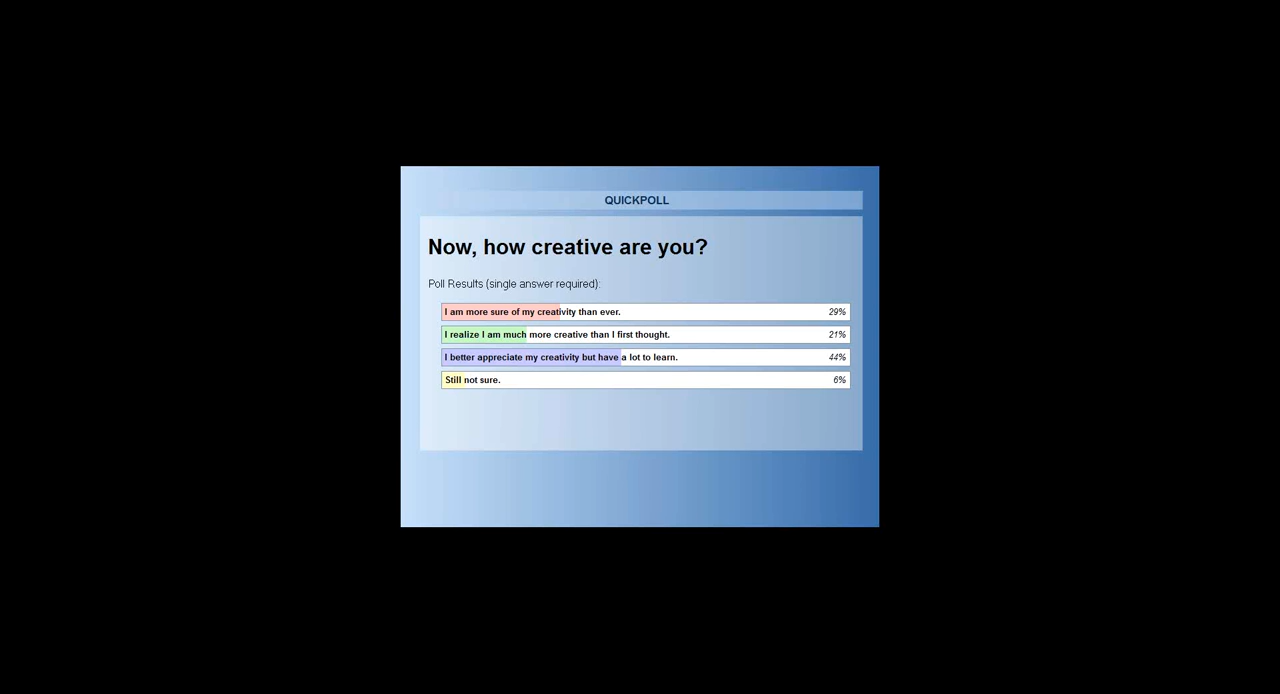 QUICKPOLL
Now, how creative are you?
Poll Results (single answer required):
I am more sure of my creativity than ever. 29%
I realize I am much more creative than I first thought. 21%
I better appreciate my creativity but have a lot to learn. 44%
Still not sure. 6%